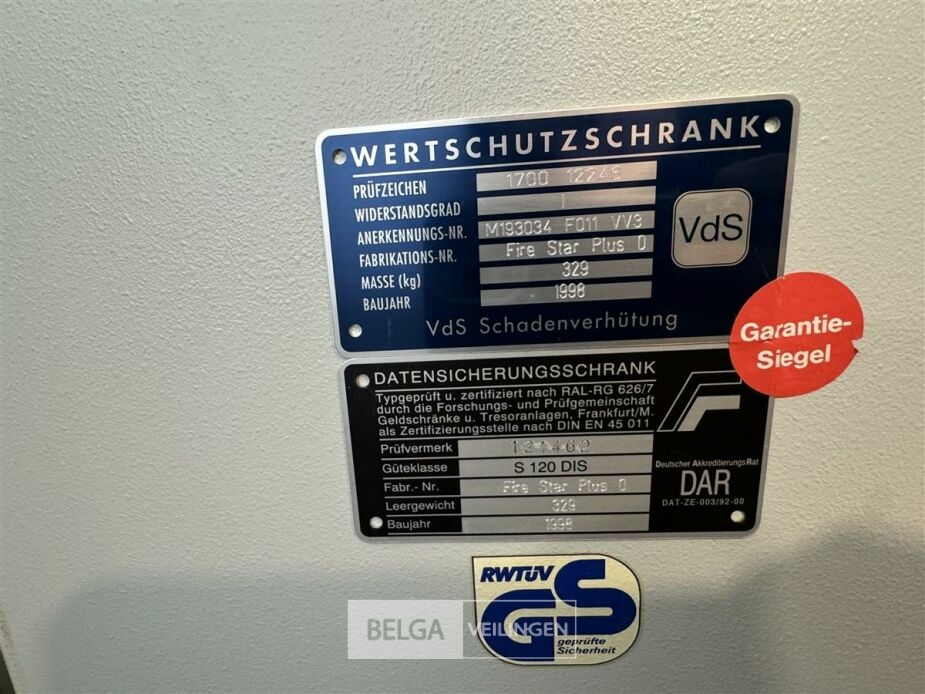 WERTSCHUTZSCHRANK
PRÜFZEICHEN 1700 12246
WIDERSTANDSGRAD I
ANERKENNUNGS-NR. M193034 F011 VV3
FABRIKATIONS-NR. Fire Star Plus 0
MASSE (kg) 329
BAUJAHR 1998
VdS
VdS Schadenverhütung
Garantie-
Siegel
DATENSICHERUNGSSCHRANK
Typgeprüft u. zertifiziert nach RAL-RG 626/7
durch die Forschungs- und Prüfgemeinschaft
Geldschränke u. Tresoranlagen, Frankfurt/M.
als Zertifizierungsstelle nach DIN EN 45 011
Prüfvermerk 121462
Güteklasse S 120 DIS
Fabr.- Nr. Fire Star Plus 0
Leergewicht 329
Baujahr 1998
Deutscher AkkreditierungsRat
DAR
DAT-ZE-003/92-00
RWTÜV
GS
geprüfte
Sicherheit
BELGA VEILINGEN